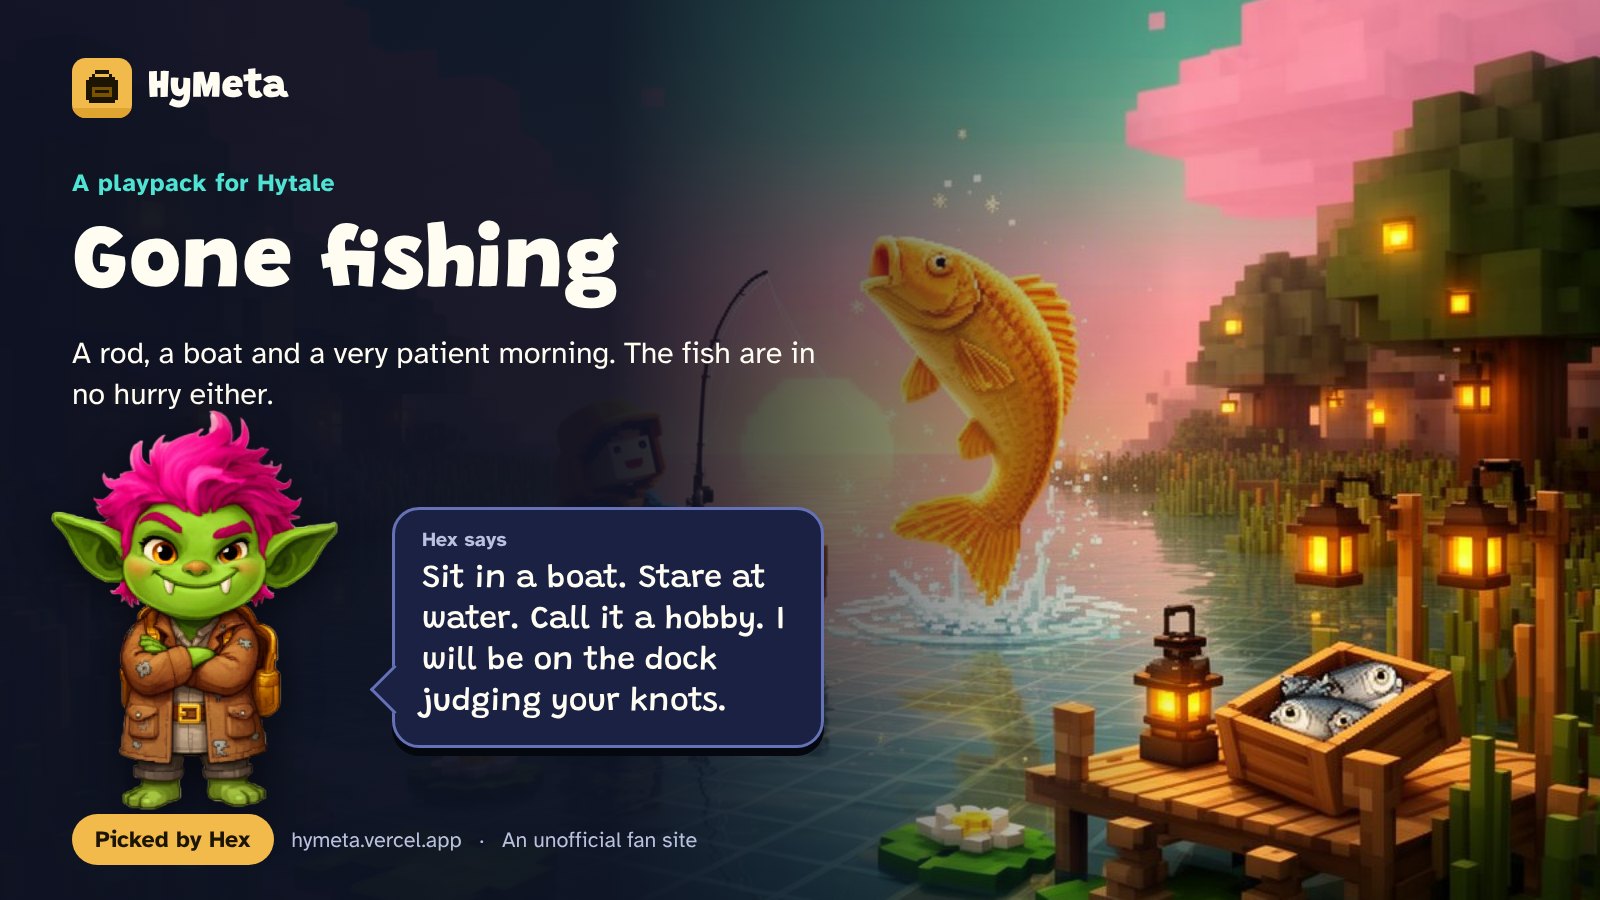 HyMeta
A playpack for Hytale
Gone fishing
A rod, a boat and a very patient morning. The fish are in
no hurry either.
Hex says
Sit in a boat. Stare at
water. Call it a hobby. I
will be on the dock
judging your knots.
Picked by Hex
hymeta.vercel.app · An unofficial fan site